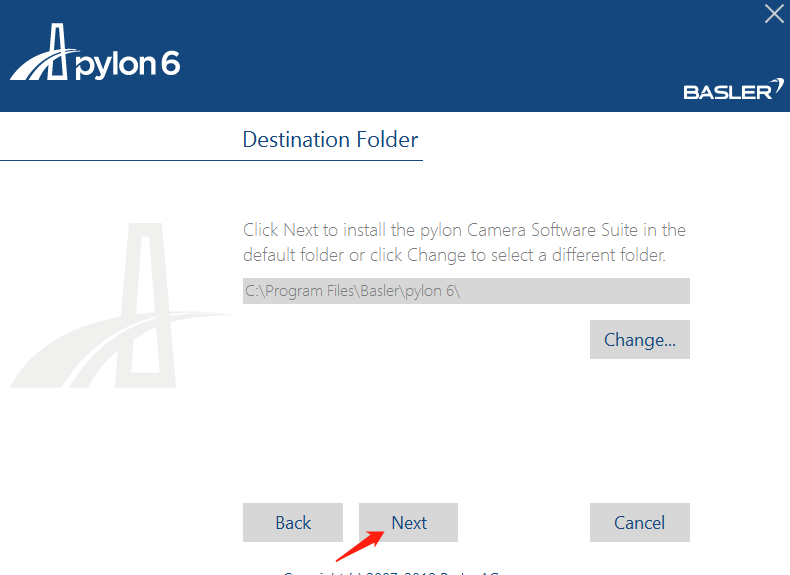 pylon 6
BASLER
Destination Folder
Click Next to install the pylon Camera Software Suite in the
default folder or click Change to select a different folder.
C:\Program Files\Basler\pylon 6\
Change...
Back Next Cancel